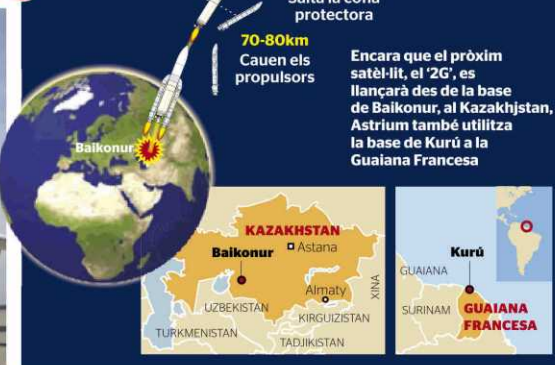 Salta la cofia
protectora
70-80km
Cauen els
propulsors
Encara que el pròxim
satèl·lit, el '2G', es
llançarà des de la base
de Baikonur, al Kazakhjstan,
Astrium també utilitza
la base de Kurú a la
Guaiana Francesa
Baikonur
KAZAKHSTAN
Baikonur
Astana
Almaty
XINA
UZBEKISTAN
KIRGUIZISTAN
TURKMENISTAN
TADJIKISTAN
Kurú
GUAIANA
SURINAM
GUAIANA
FRANCESA